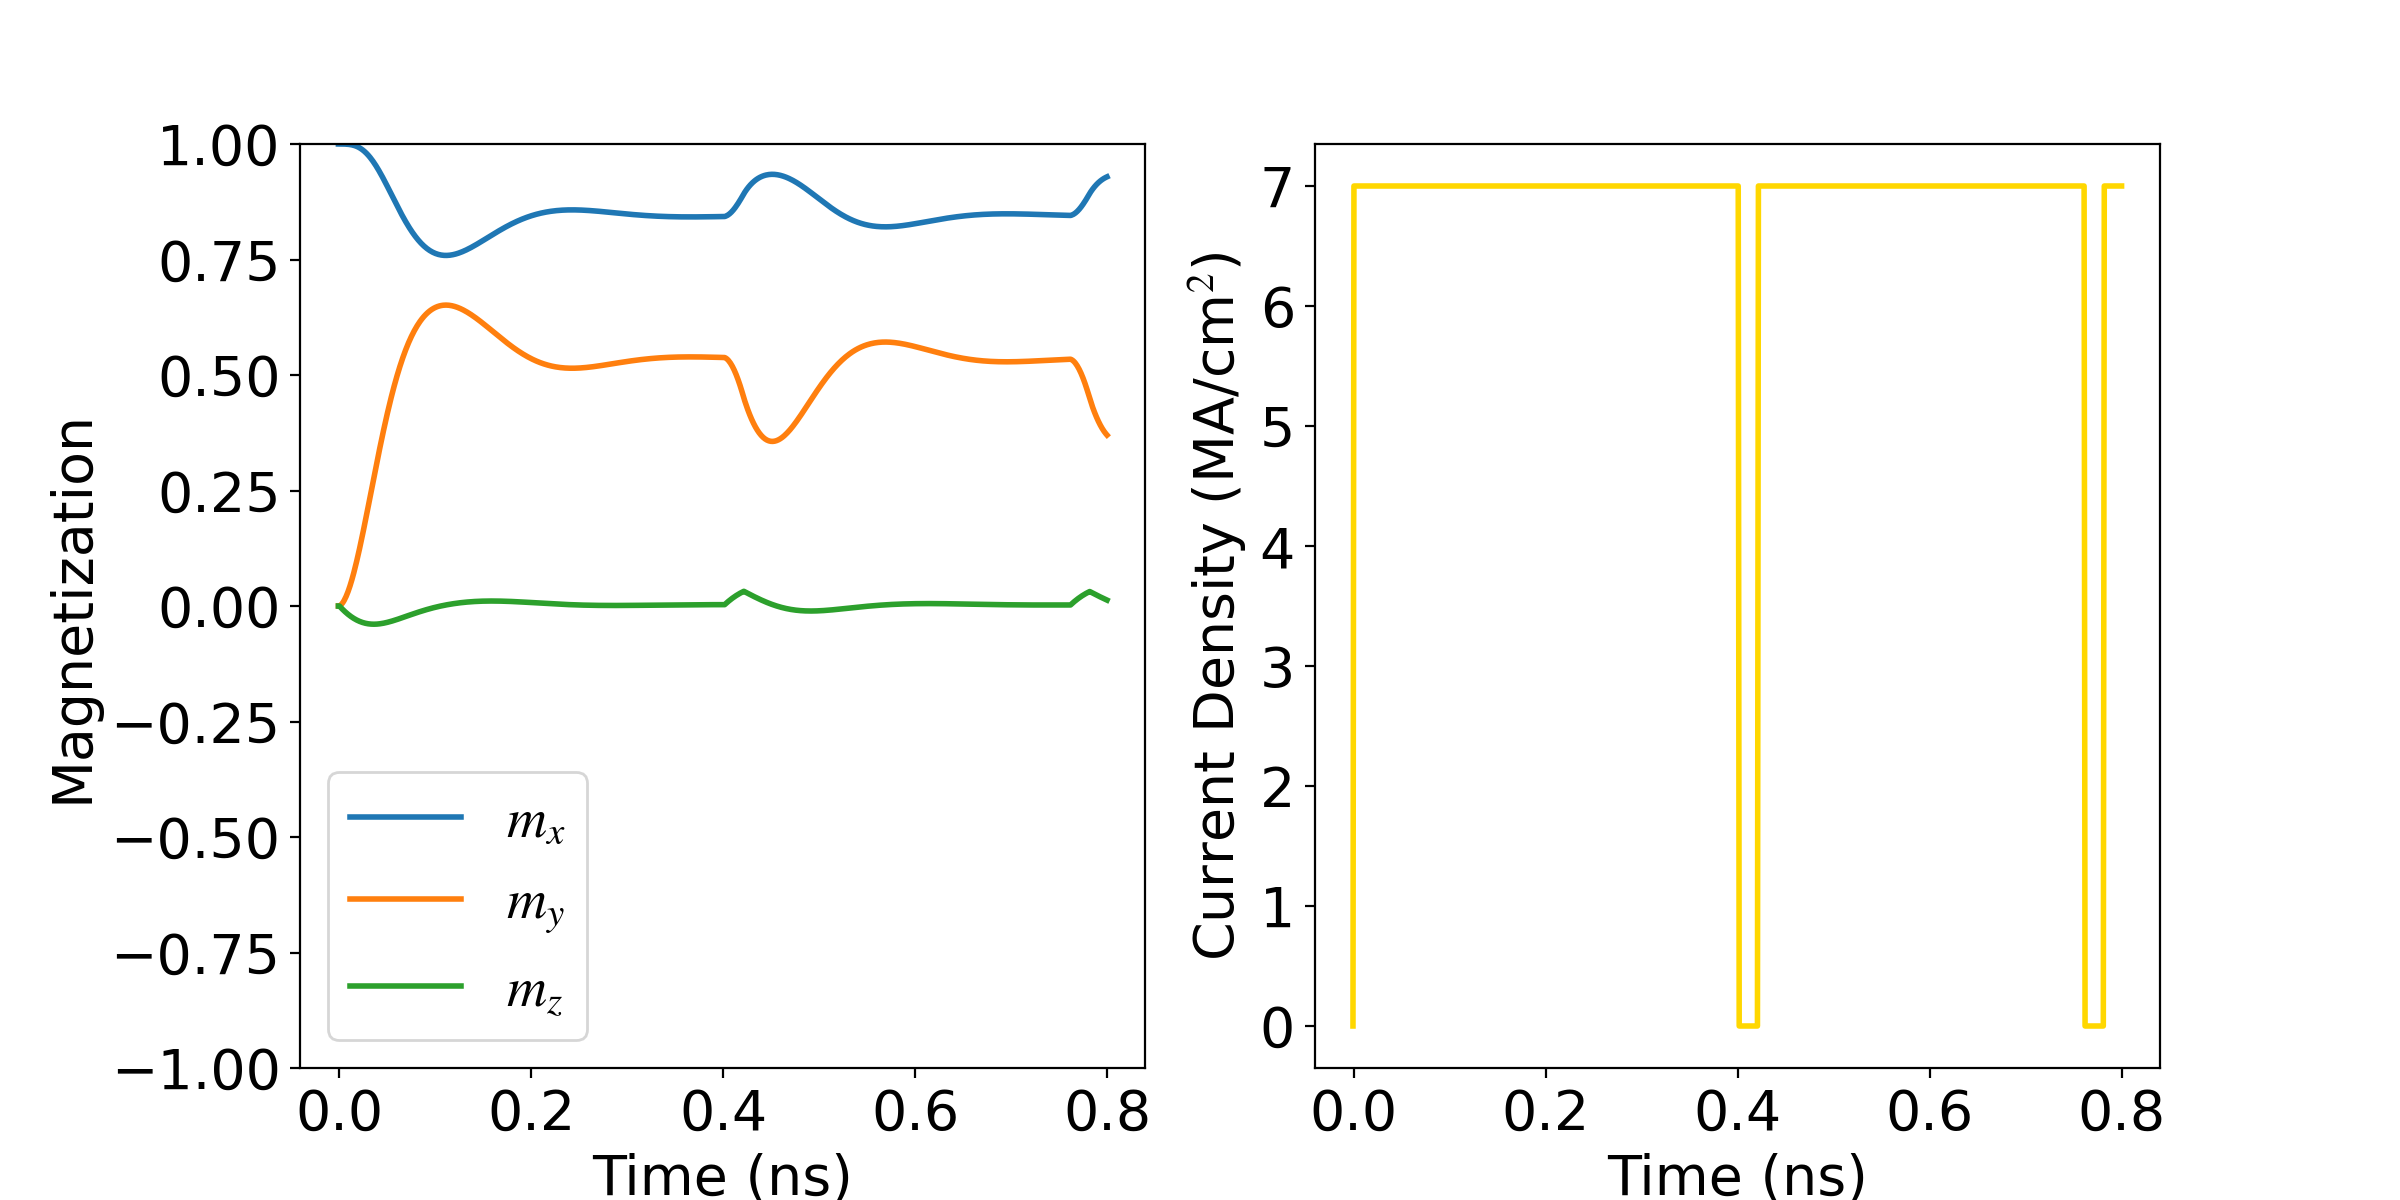 1.00
0.75
0.50
0.25
0.00
−0.25
−0.50
−0.75
−1.00
Magnetization
m_x
m_y
m_z
0.0 0.2 0.4 0.6 0.8
Time (ns)
7
6
5
4
3
2
1
0
Current Density (MA/cm²)
0.0 0.2 0.4 0.6 0.8
Time (ns)